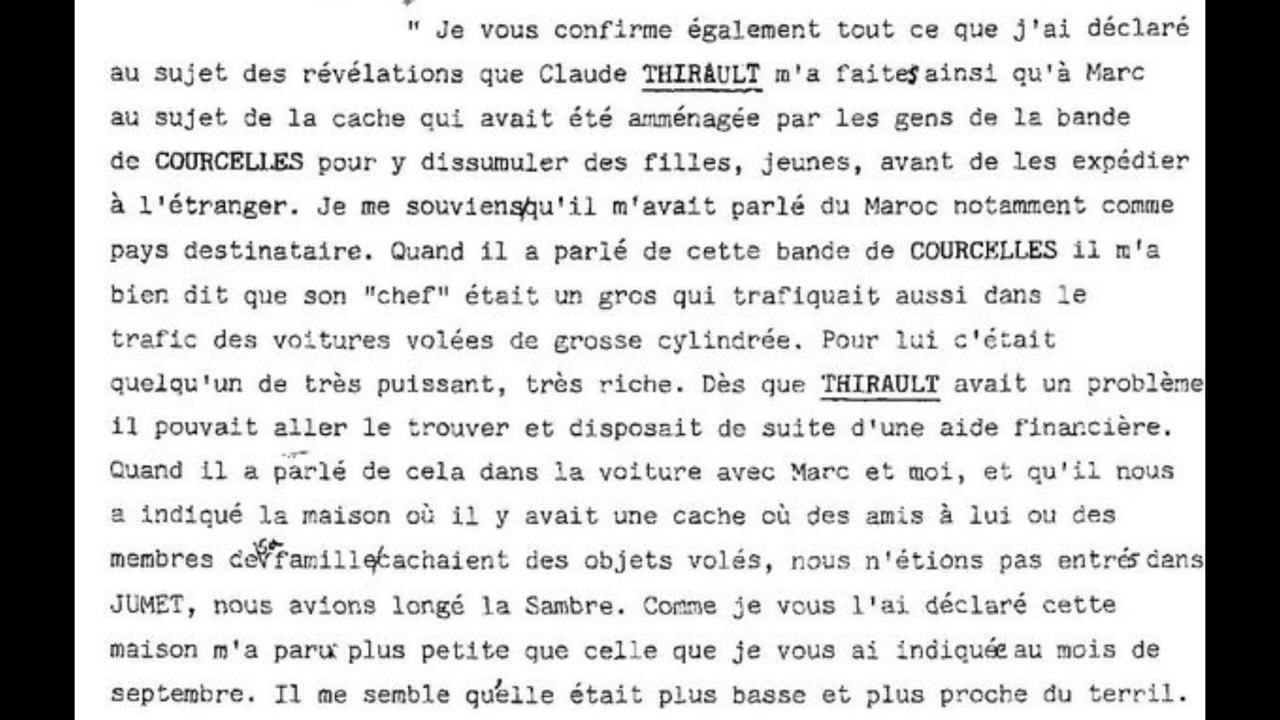 " Je vous confirme également tout ce que j'ai déclaré
au sujet des révélations que Claude THIRAULT m'a faites ainsi qu'à Marc
au sujet de la cache qui avait été amménagée par les gens de la bande
de COURCELLES pour y dissumuler des filles, jeunes, avant de les expédier
à l'étranger. Je me souviens qu'il m'avait parlé du Maroc notamment comme
pays destinataire. Quand il a parlé de cette bande de COURCELLES il m'a
bien dit que son "chef" était un gros qui trafiquait aussi dans le
trafic des voitures volées de grosse cylindrée. Pour lui c'était
quelqu'un de très puissant, très riche. Dès que THIRAULT avait un problème
il pouvait aller le trouver et disposait de suite d'une aide financière.
Quand il a parlé de cela dans la voiture avec Marc et moi, et qu'il nous
a indiqué la maison où il y avait une cache où des amis à lui ou des
membres de sa famille cachaient des objets volés, nous n'étions pas entrés dans
JUMET, nous avions longé la Sambre. Comme je vous l'ai déclaré cette
maison m'a paru plus petite que celle que je vous ai indiquée au mois de
septembre. Il me semble qu'elle était plus basse et plus proche du terril.